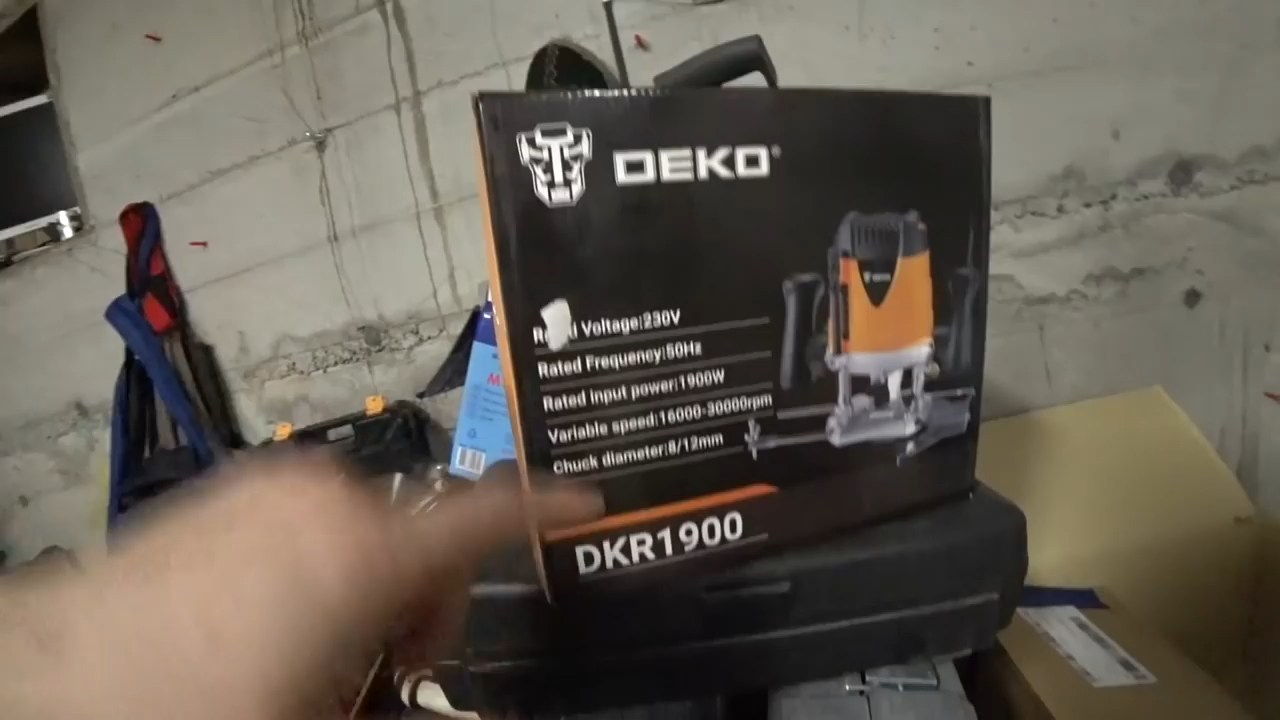 DEKO®
Voltage:230V
Rated Frequency:50Hz
Rated input power:1900W
Variable speed:16000-30000rpm
Chuck diameter:8/12mm
DKR1900